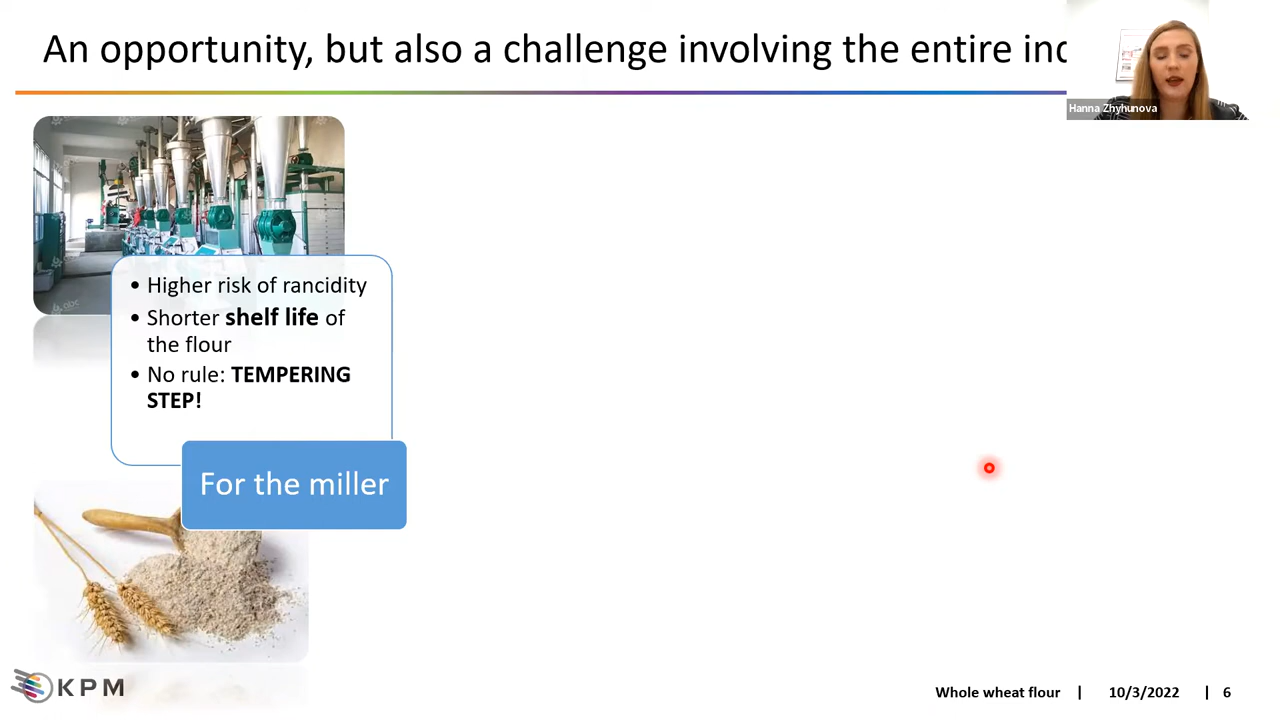 An opportunity, but also a challenge involving the entire
Hanna Zhyhunova
• Higher risk of rancidity
• Shorter shelf life of
the flour
• No rule: TEMPERING
STEP!
For the miller
KPM
Whole wheat flour | 10/3/2022 | 6